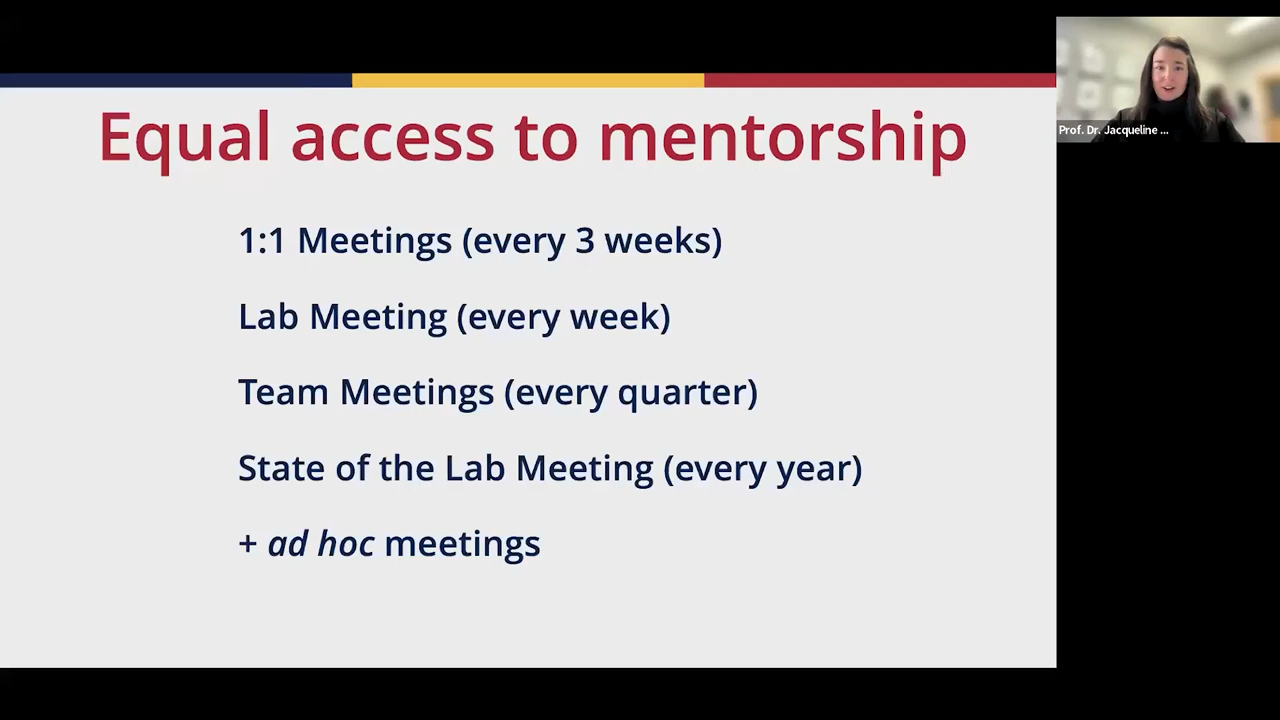 Equal access to mentorship
1:1 Meetings (every 3 weeks)
Lab Meeting (every week)
Team Meetings (every quarter)
State of the Lab Meeting (every year)
+ ad hoc meetings
Prof. Dr. Jacqueline ...